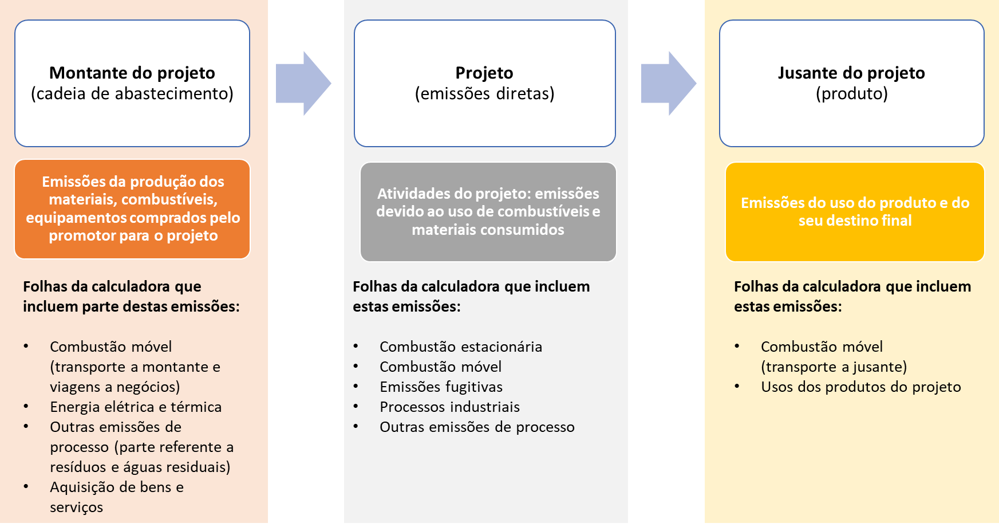 Montante do projeto
(cadeia de abastecimento)
Emissões da produção dos
materiais, combustíveis,
equipamentos comprados pelo
promotor para o projeto
Folhas da calculadora que
incluem parte destas emissões:
• Combustão móvel
(transporte a montante e
viagens a negócios)
• Energia elétrica e térmica
• Outras emissões de
processo (parte referente a
resíduos e águas residuais)
• Aquisição de bens e
serviços
Projeto
(emissões diretas)
Atividades do projeto: emissões
devido ao uso de combustíveis e
materiais consumidos
Folhas da calculadora que incluem
estas emissões:
• Combustão estacionária
• Combustão móvel
• Emissões fugitivas
• Processos industriais
• Outras emissões de processo
Jusante do projeto
(produto)
Emissões do uso do produto e do
seu destino final
Folhas da calculadora que incluem
estas emissões:
• Combustão móvel
(transporte a jusante)
• Usos dos produtos do projeto